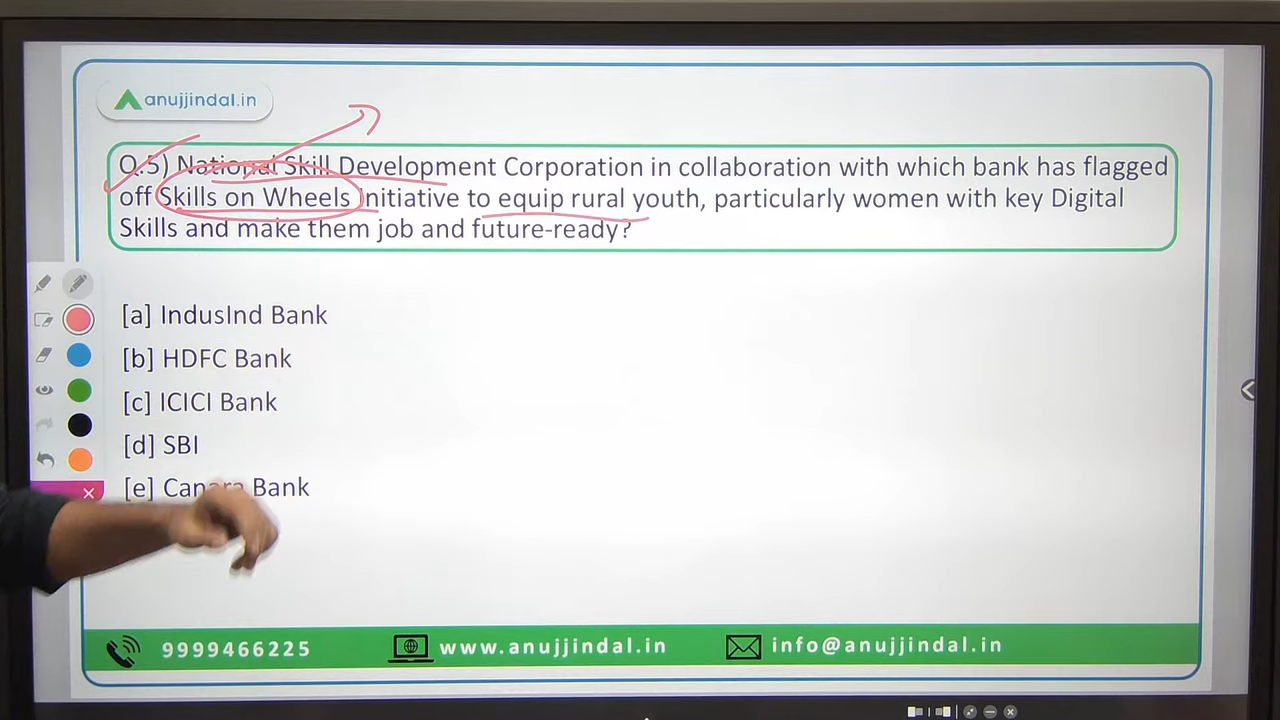 anujjindal.in
Q.5) National Skill Development Corporation in collaboration with which bank has flagged
off Skills on Wheels Initiative to equip rural youth, particularly women with key Digital
Skills and make them job and future-ready?
[a] IndusInd Bank
[b] HDFC Bank
[c] ICICI Bank
[d] SBI
[e] Canara Bank
9999466225 www.anujjindal.in info@anujjindal.in